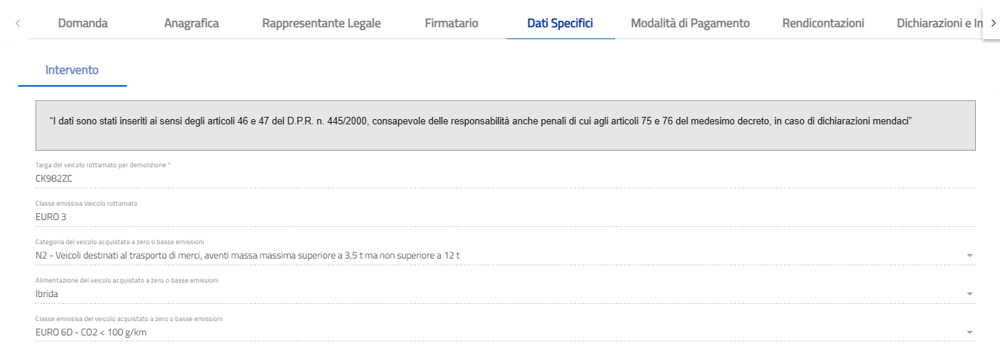 Domanda Anagrafica Rappresentante Legale Firmatario Dati Specifici Modalità di Pagamento Rendicontazioni Dichiarazioni e In
Intervento
“I dati sono stati inseriti ai sensi degli articoli 46 e 47 del D.P.R. n. 445/2000, consapevole delle responsabilità anche penali di cui agli articoli 75 e 76 del medesimo decreto, in caso di dichiarazioni mendaci”
Targa del veicolo rottamato per demolizione *
CK982ZC
Classe emissiva Veicolo rottamato
EURO 3
Categoria del veicolo acquistato a zero o basse emissioni
N2 - Veicoli destinati al trasporto di merci, aventi massa massima superiore a 3,5 t ma non superiore a 12 t
Alimentazione del veicolo acquistato a zero o basse emissioni
Ibrida
Classe emissiva del veicolo acquistato a zero o basse emissioni
EURO 6D - CO2 < 100 g/km